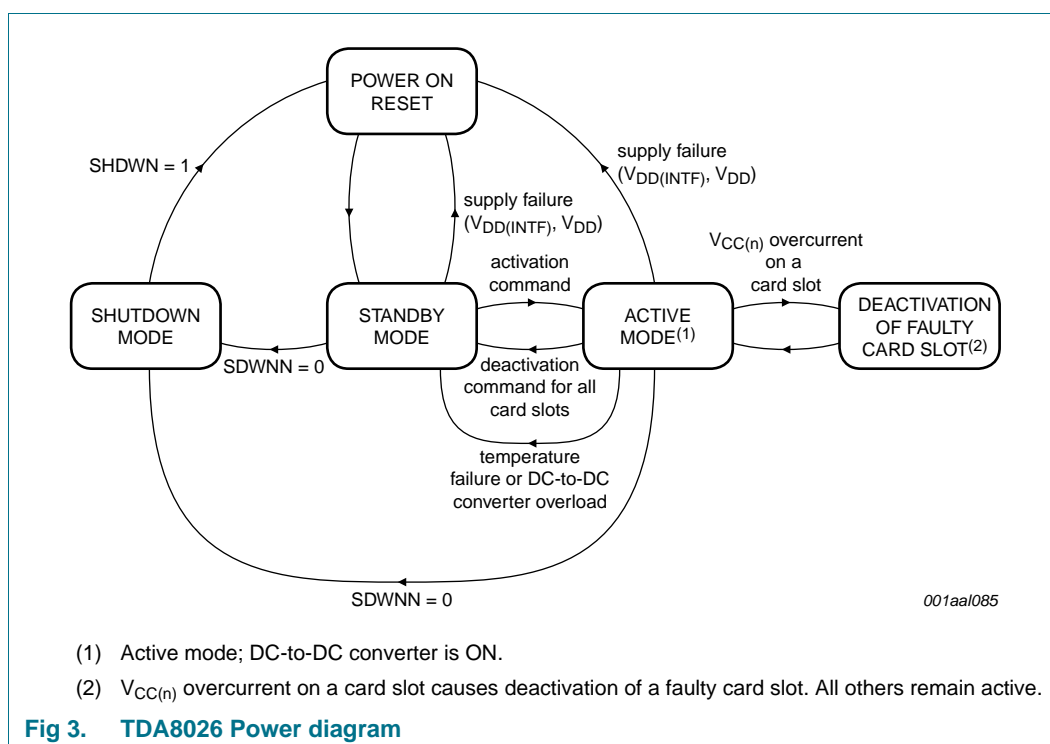 POWER ON
RESET
SHDWN = 1
supply failure
(VDD(INTF), VDD)
supply failure
(VDD(INTF), VDD)
VCC(n) overcurrent
on a
card slot
activation
command
SHUTDOWN
MODE
STANDBY
MODE
ACTIVE
MODE(1)
DEACTIVATION
OF FAULTY
CARD SLOT(2)
SDWNN = 0
deactivation
command for all
card slots
temperature
failure or DC-to-DC
converter overload
SDWNN = 0
001aal085
(1) Active mode; DC-to-DC converter is ON.
(2) VCC(n) overcurrent on a card slot causes deactivation of a faulty card slot. All others remain active.
Fig 3. TDA8026 Power diagram